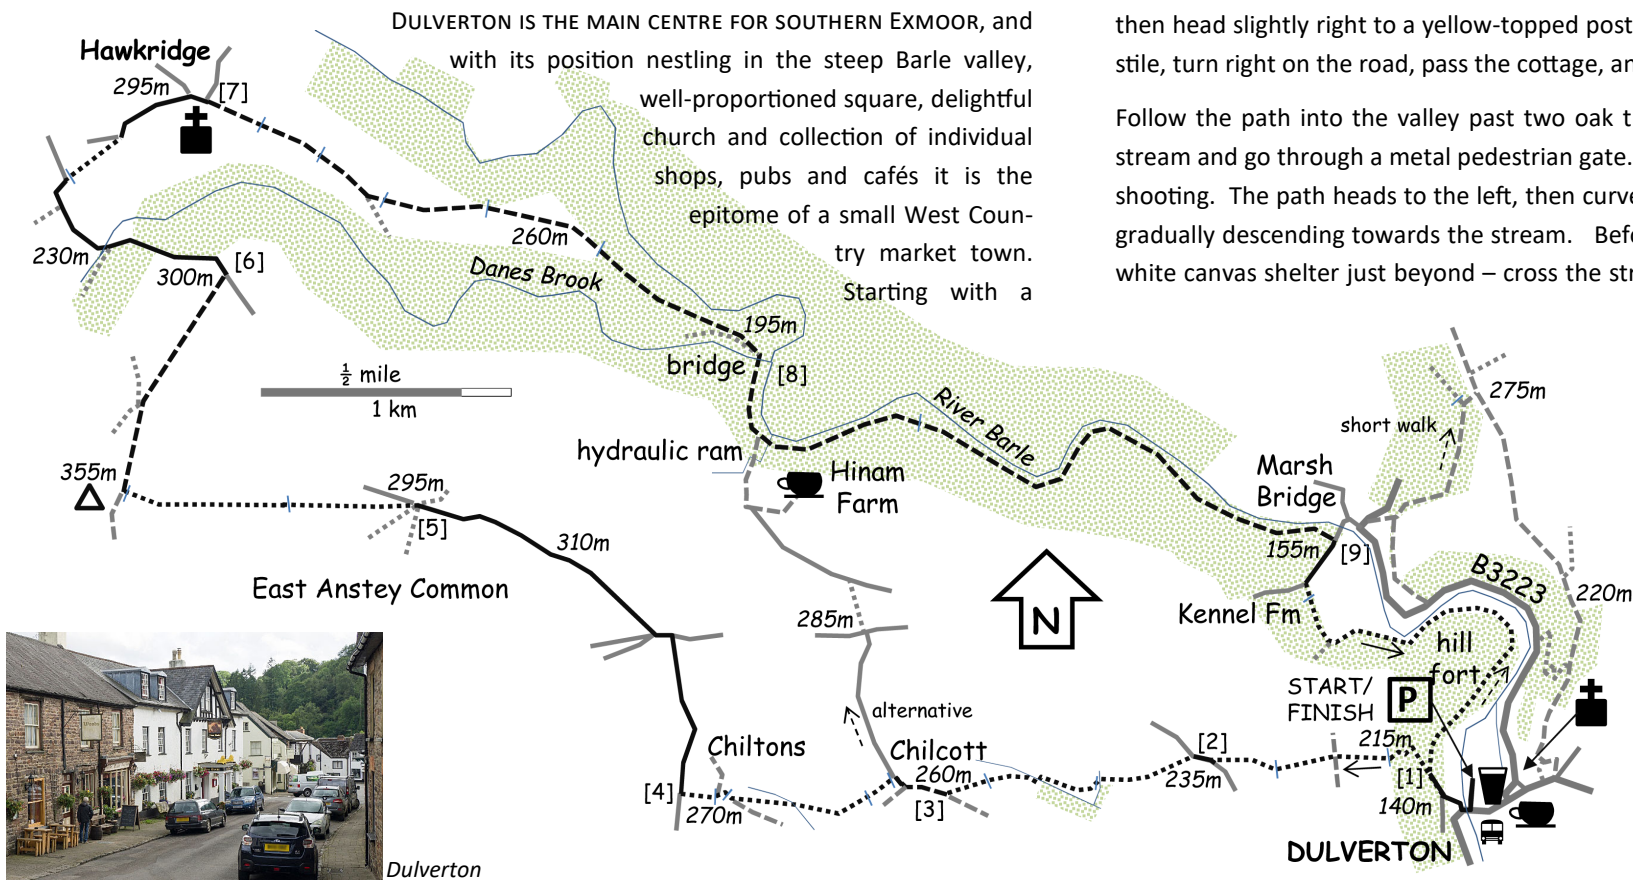 DULVERTON IS THE MAIN CENTRE FOR SOUTHERN EXMOOR, and
with its position nestling in the steep Barle valley,
well-proportioned square, delightful
church and collection of individual
shops, pubs and cafés it is the
epitome of a small West Coun-
try market town.
Starting with a
then head slightly right to a yellow-topped post
stile, turn right on the road, pass the cottage, an
Follow the path into the valley past two oak t
stream and go through a metal pedestrian gate.
shooting. The path heads to the left, then curve
gradually descending towards the stream. Befo
white canvas shelter just beyond – cross the str
Hawkridge
295m
[7]
230m
300m
[6]
260m
Danes Brook
195m
bridge
[8]
½ mile
1 km
hydraulic ram
Hinam
Farm
River Barle
275m
short walk
Marsh
Bridge
355m
295m
[5]
310m
East Anstey Common
155m
[9]
B3223
220m
Kennel Fm
N
285m
hill
fort
START/
FINISH
P
alternative
Chiltons
Chilcott
260m
[2]
235m
215m
[1]
[4]
270m
[3]
140m
DULVERTON
Dulverton